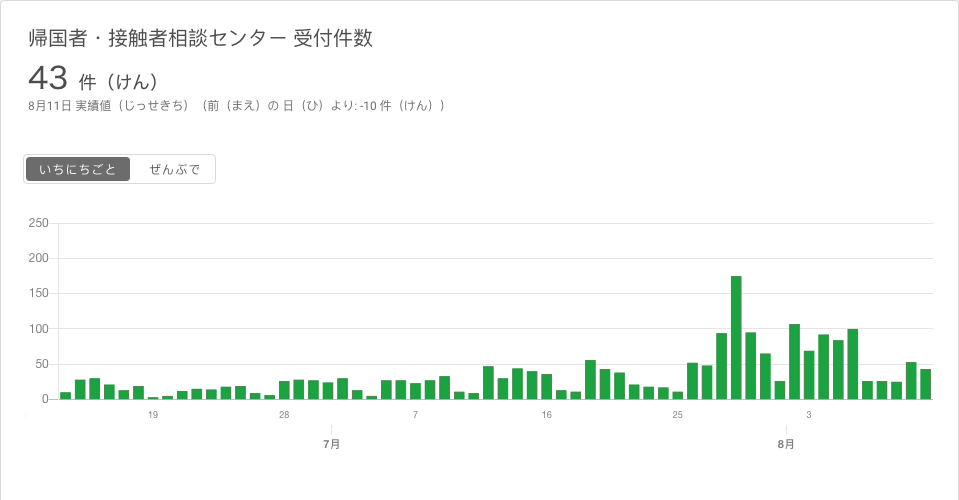 帰国者・接触者相談センター 受付件数
43 件（けん）
8月11日 実績値（じっせきち）（前（まえ）の 日（ひ）より: -10 件（けん））
いちにちごと ぜんぶで
250
200
150
100
50
0
19 28 7 16 25 3
7月 8月